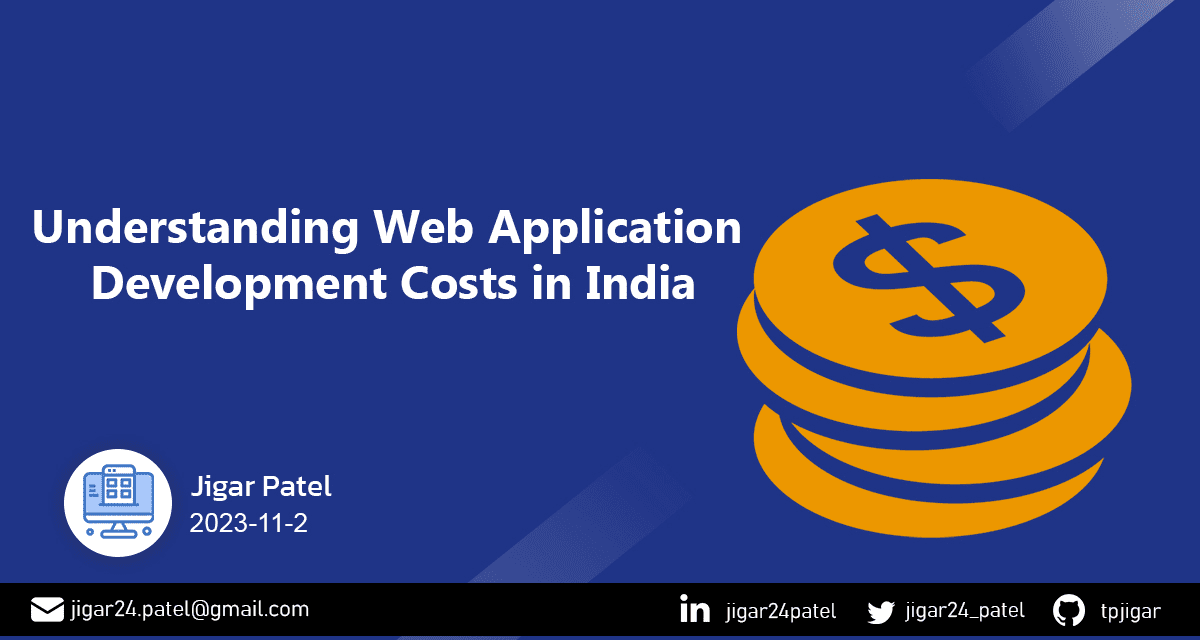 Understanding Web Application
Development Costs in India
Jigar Patel
2023-11-2
jigar24.patel@gmail.com
jigar24patel
jigar24_patel
tpjigar